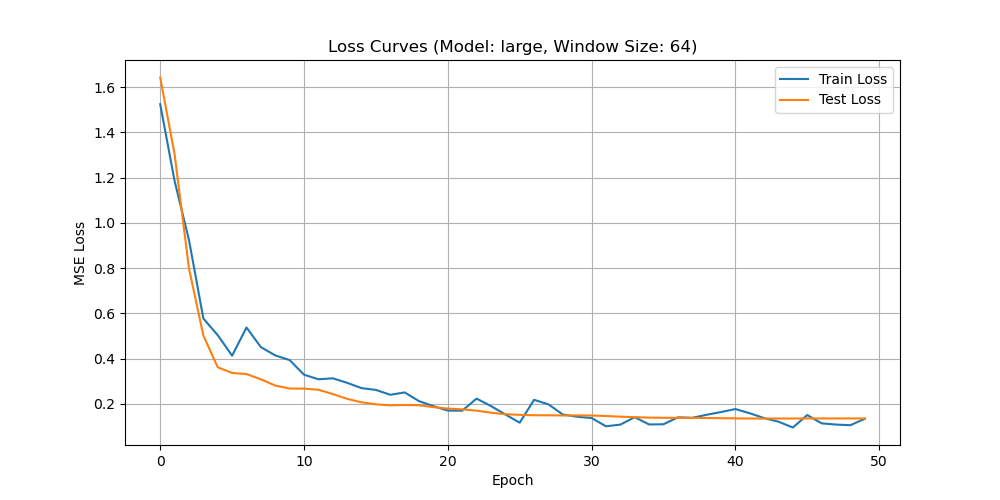 Loss Curves (Model: large, Window Size: 64)
Train Loss
Test Loss
MSE Loss
1.6
1.4
1.2
1.0
0.8
0.6
0.4
0.2
0 10 20 30 40 50
Epoch